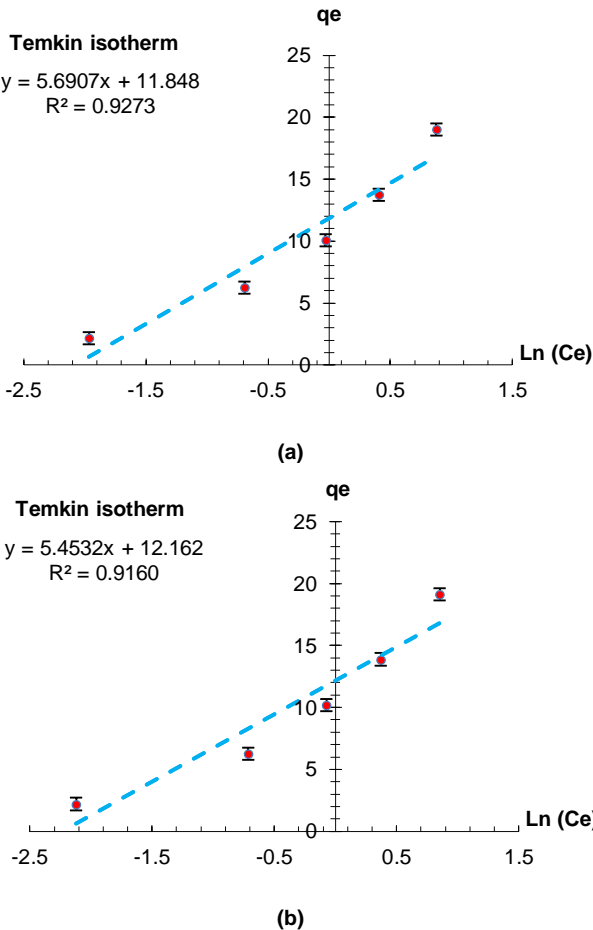 qe
Temkin isotherm
y = 5.6907x + 11.848
R² = 0.9273
25
20
15
10
5
0
-2.5
-1.5
-0.5
0.5
1.5
Ln (Ce)
(a)
qe
Temkin isotherm
y = 5.4532x + 12.162
R² = 0.9160
25
20
15
10
5
0
-2.5
-1.5
-0.5
0.5
1.5
Ln (Ce)
(b)